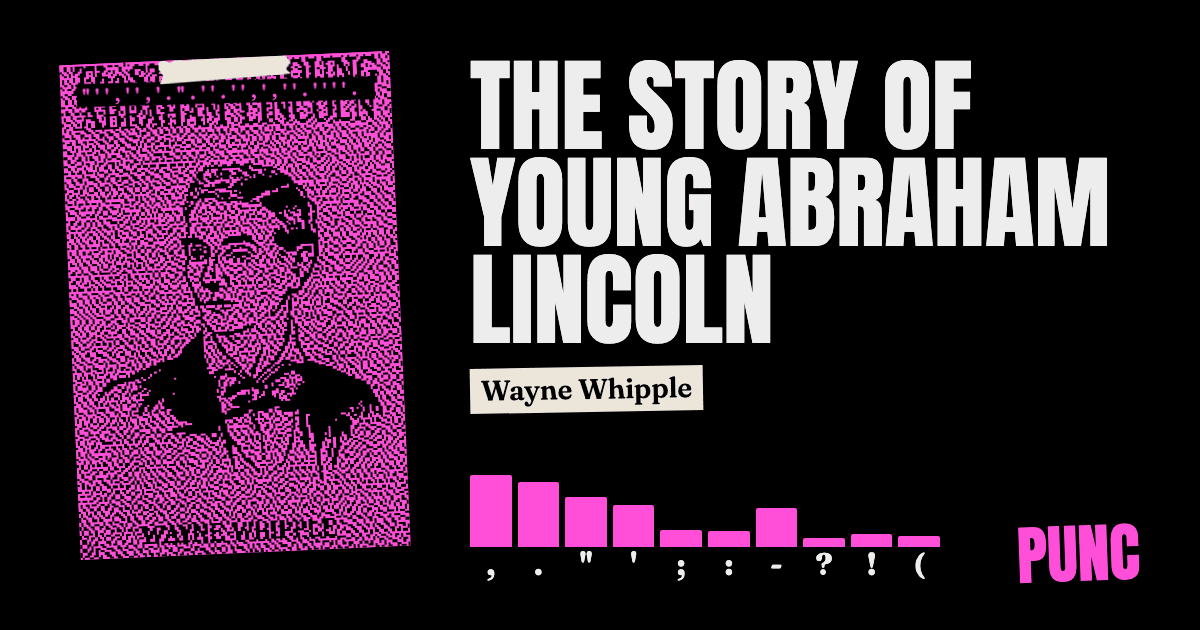 ABRAHAM LINCOLN
WAYNE WHIPPLE
THE STORY OF
YOUNG ABRAHAM
LINCOLN
Wayne Whipple
, . " ' ; : - ? ! (
PUNC